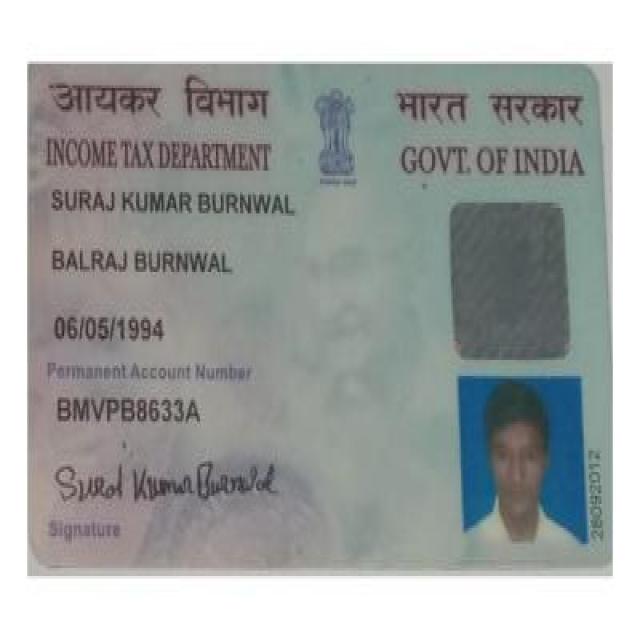 आयकर विभाग
INCOME TAX DEPARTMENT
भारत सरकार
GOVT. OF INDIA
SURAJ KUMAR BURNWAL
BALRAJ BURNWAL
06/05/1994
Permanent Account Number
BMVPB8633A
Suraj Kumar Burnwal
Signature
28092012